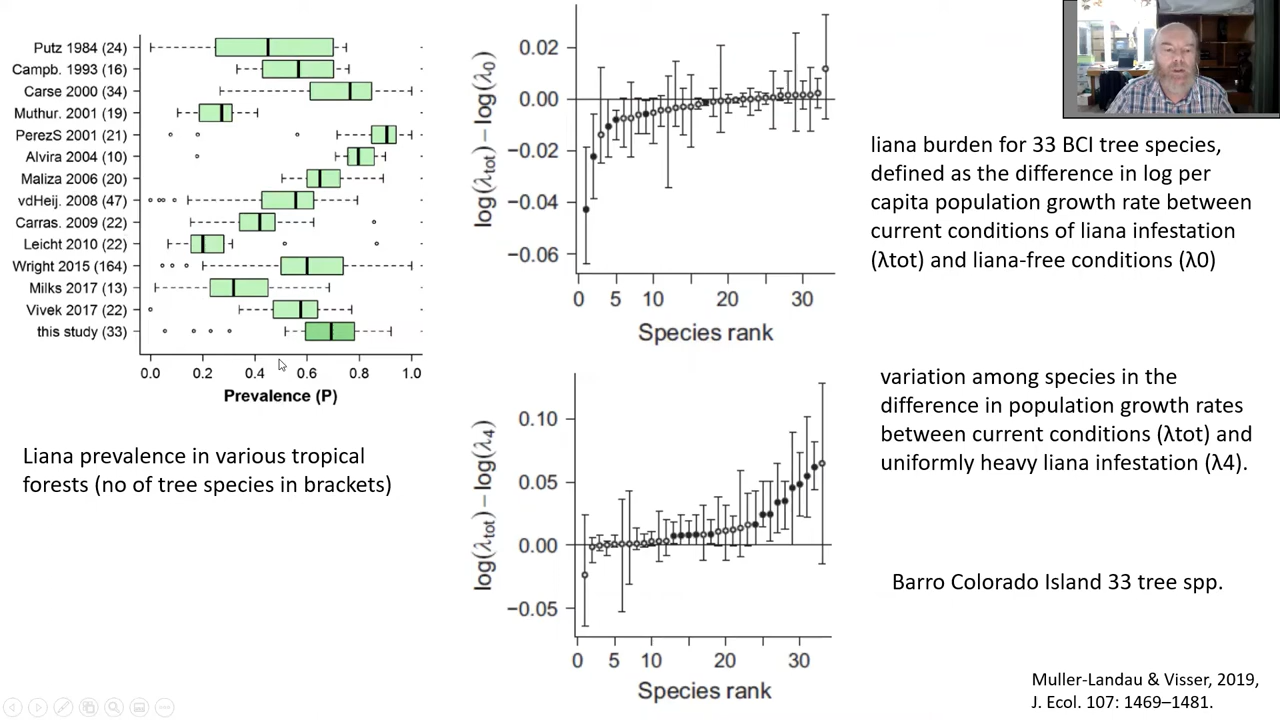 Putz 1984 (24)
Campb. 1993 (16)
Carse 2000 (34)
Muthur. 2001 (19)
PerezS 2001 (21)
Alvira 2004 (10)
Maliza 2006 (20)
vdHeij. 2008 (47)
Carras. 2009 (22)
Leicht 2010 (22)
Wright 2015 (164)
Milks 2017 (13)
Vivek 2017 (22)
this study (33)
0.0 0.2 0.4 0.6 0.8 1.0
Prevalence (P)
Liana prevalence in various tropical
forests (no of tree species in brackets)
log(λtot) − log(λ0)
0.02
0.00
−0.02
−0.04
−0.06
0 5 10 20 30
Species rank
log(λtot) − log(λ4)
0.10
0.05
0.00
−0.05
0 5 10 20 30
Species rank
liana burden for 33 BCI tree species,
defined as the difference in log per
capita population growth rate between
current conditions of liana infestation
(λtot) and liana-free conditions (λ0)
variation among species in the
difference in population growth rates
between current conditions (λtot) and
uniformly heavy liana infestation (λ4).
Barro Colorado Island 33 tree spp.
Muller-Landau & Visser, 2019,
J. Ecol. 107: 1469–1481.